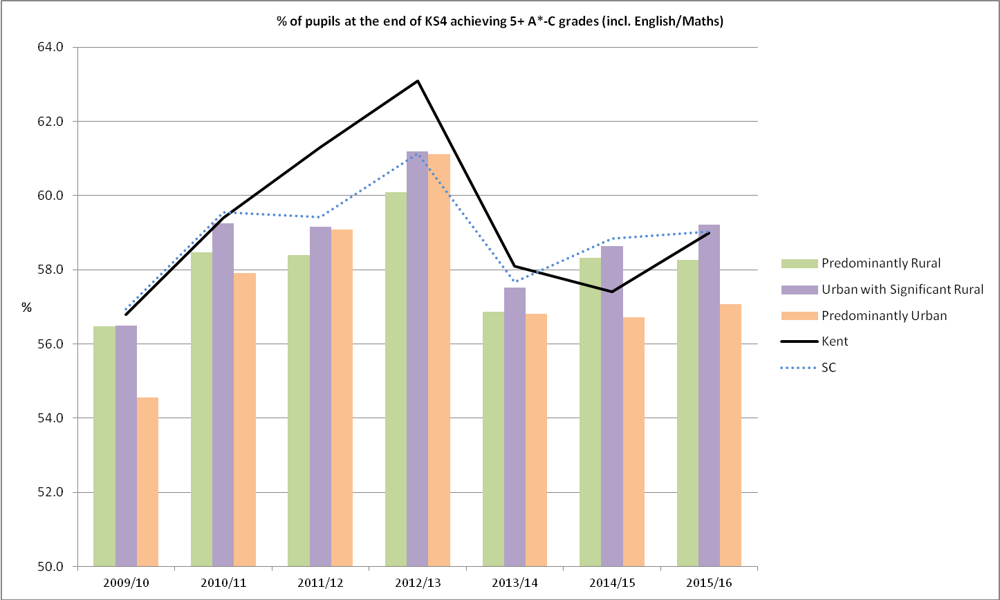 % of pupils at the end of KS4 achieving 5+ A*-C grades (incl. English/Maths)
64.0
62.0
60.0
58.0
56.0
54.0
52.0
50.0
%
2009/10 2010/11 2011/12 2012/13 2013/14 2014/15 2015/16
Predominantly Rural
Urban with Significant Rural
Predominantly Urban
Kent
SC